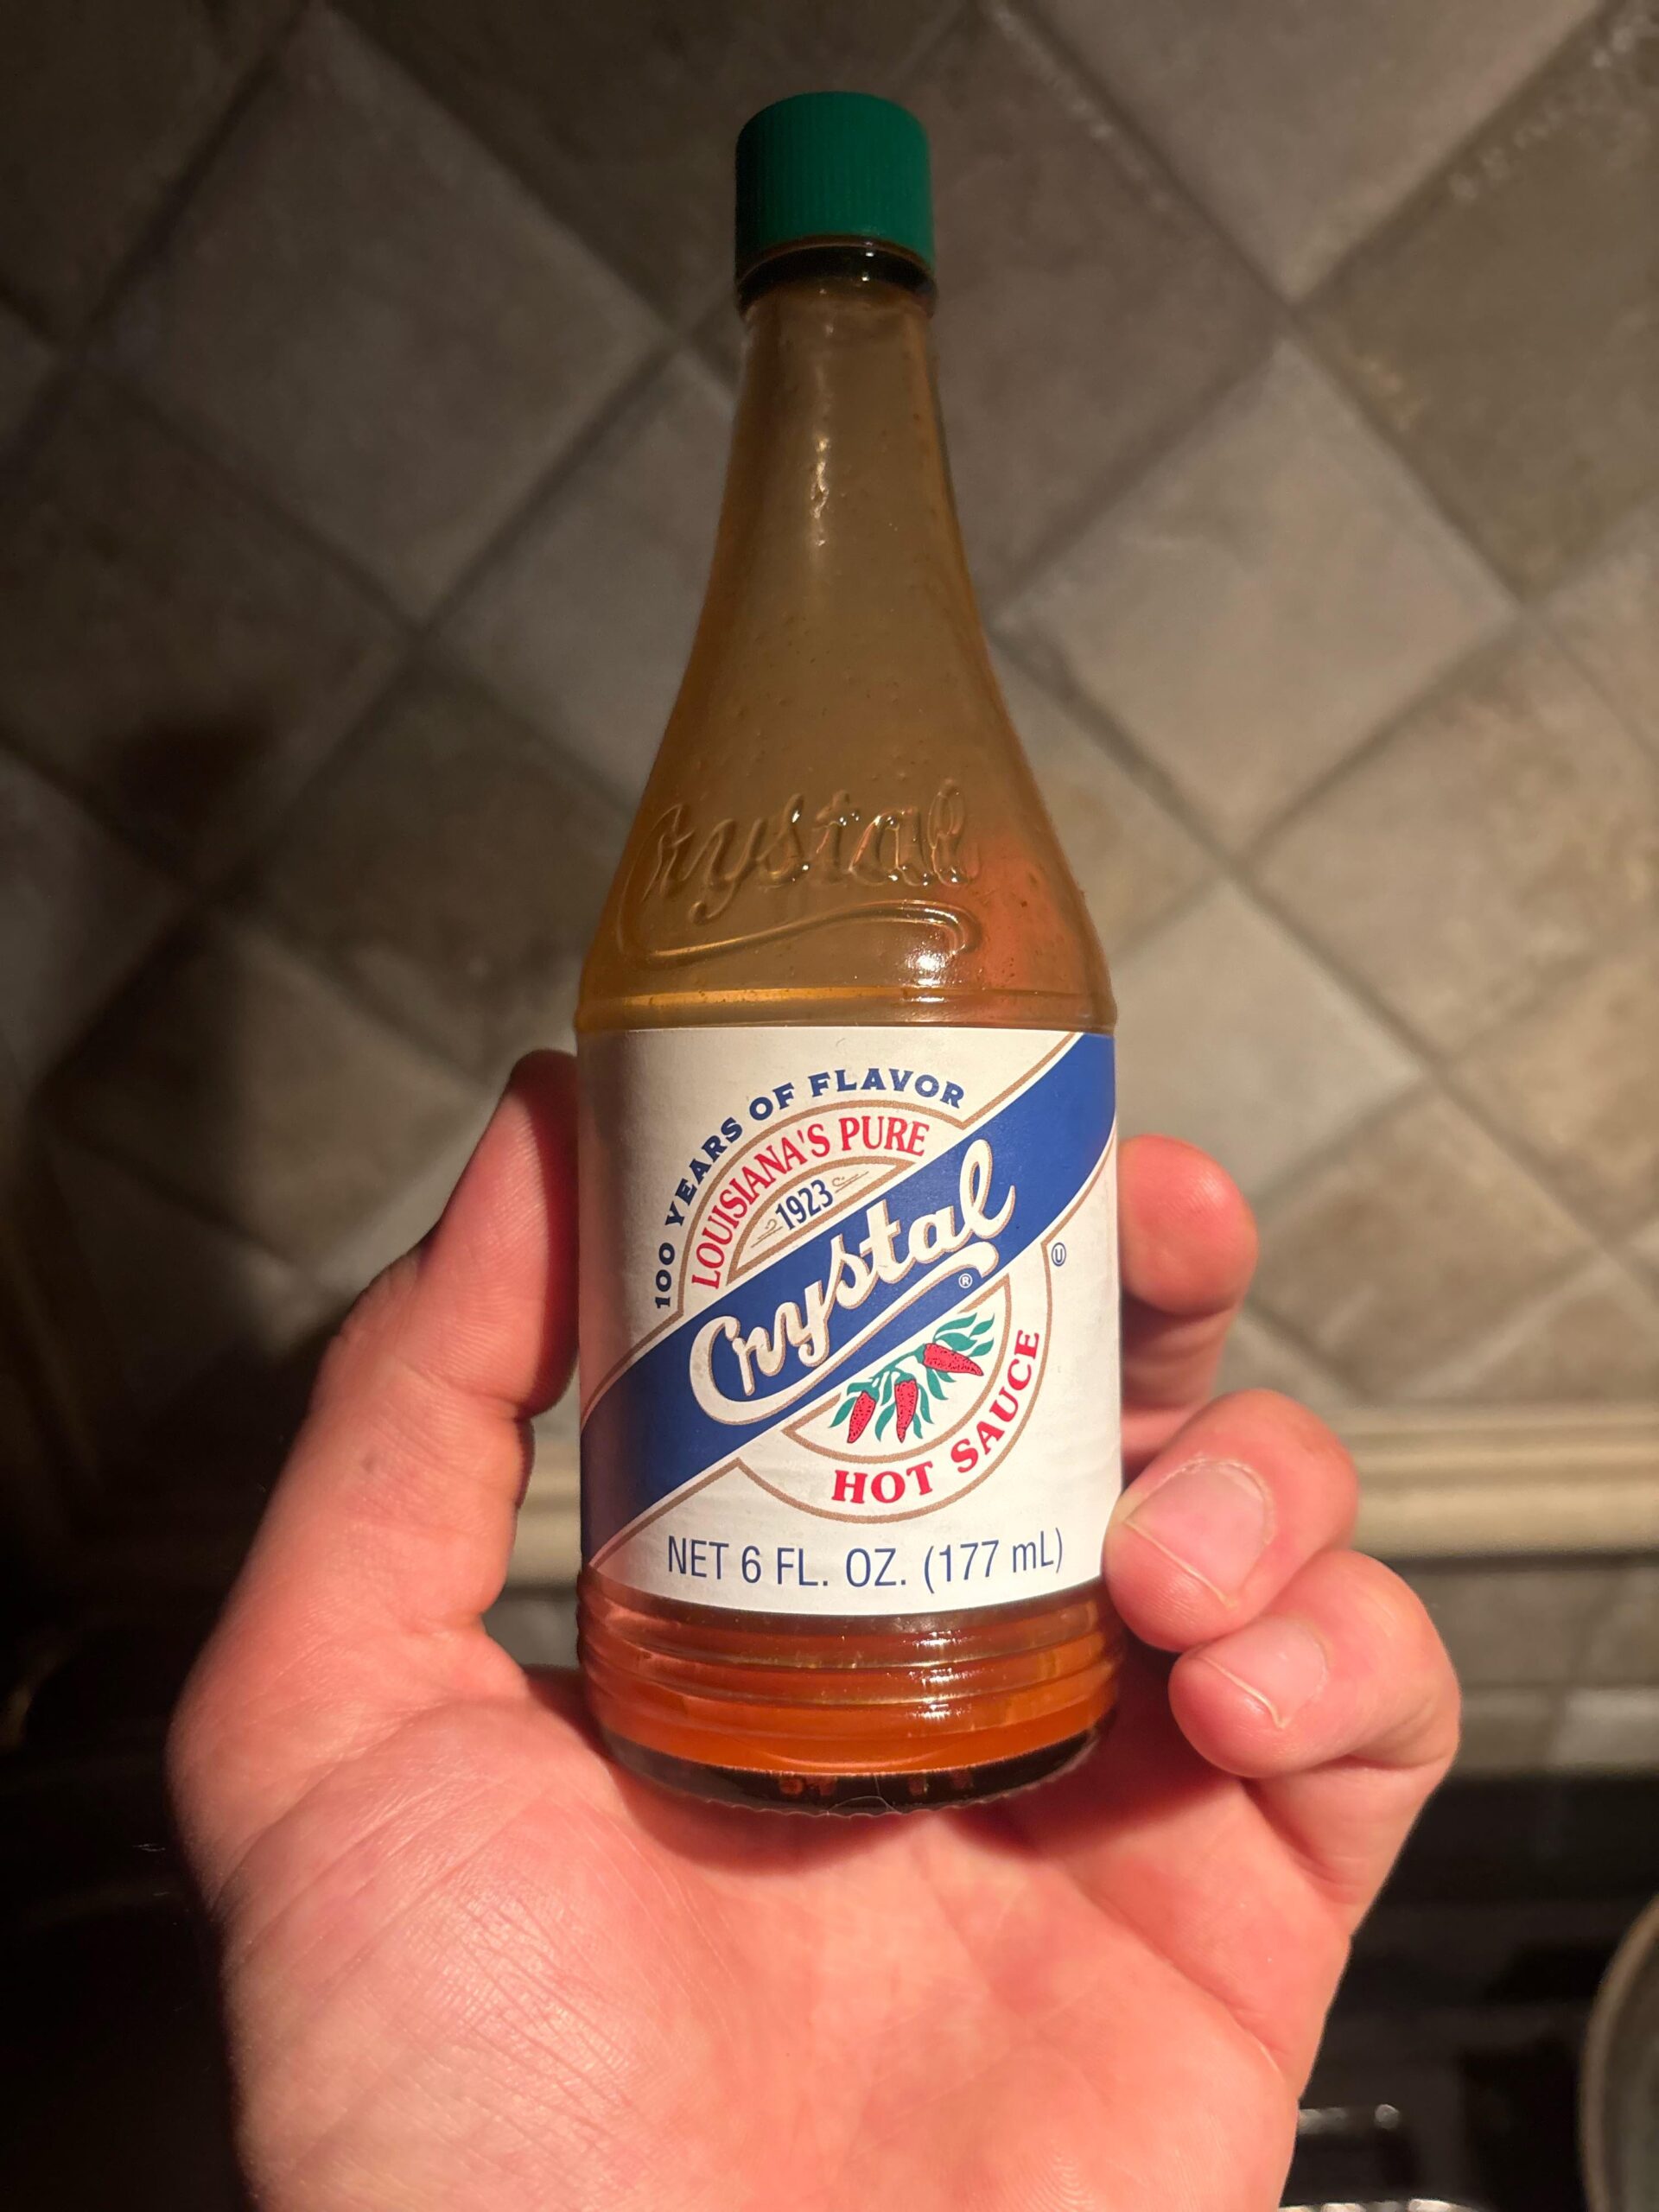 Crystal
100 YEARS OF FLAVOR
LOUISIANA'S PURE
1923
Crystal®
HOT SAUCE
Ⓤ
NET 6 FL. OZ. (177 mL)